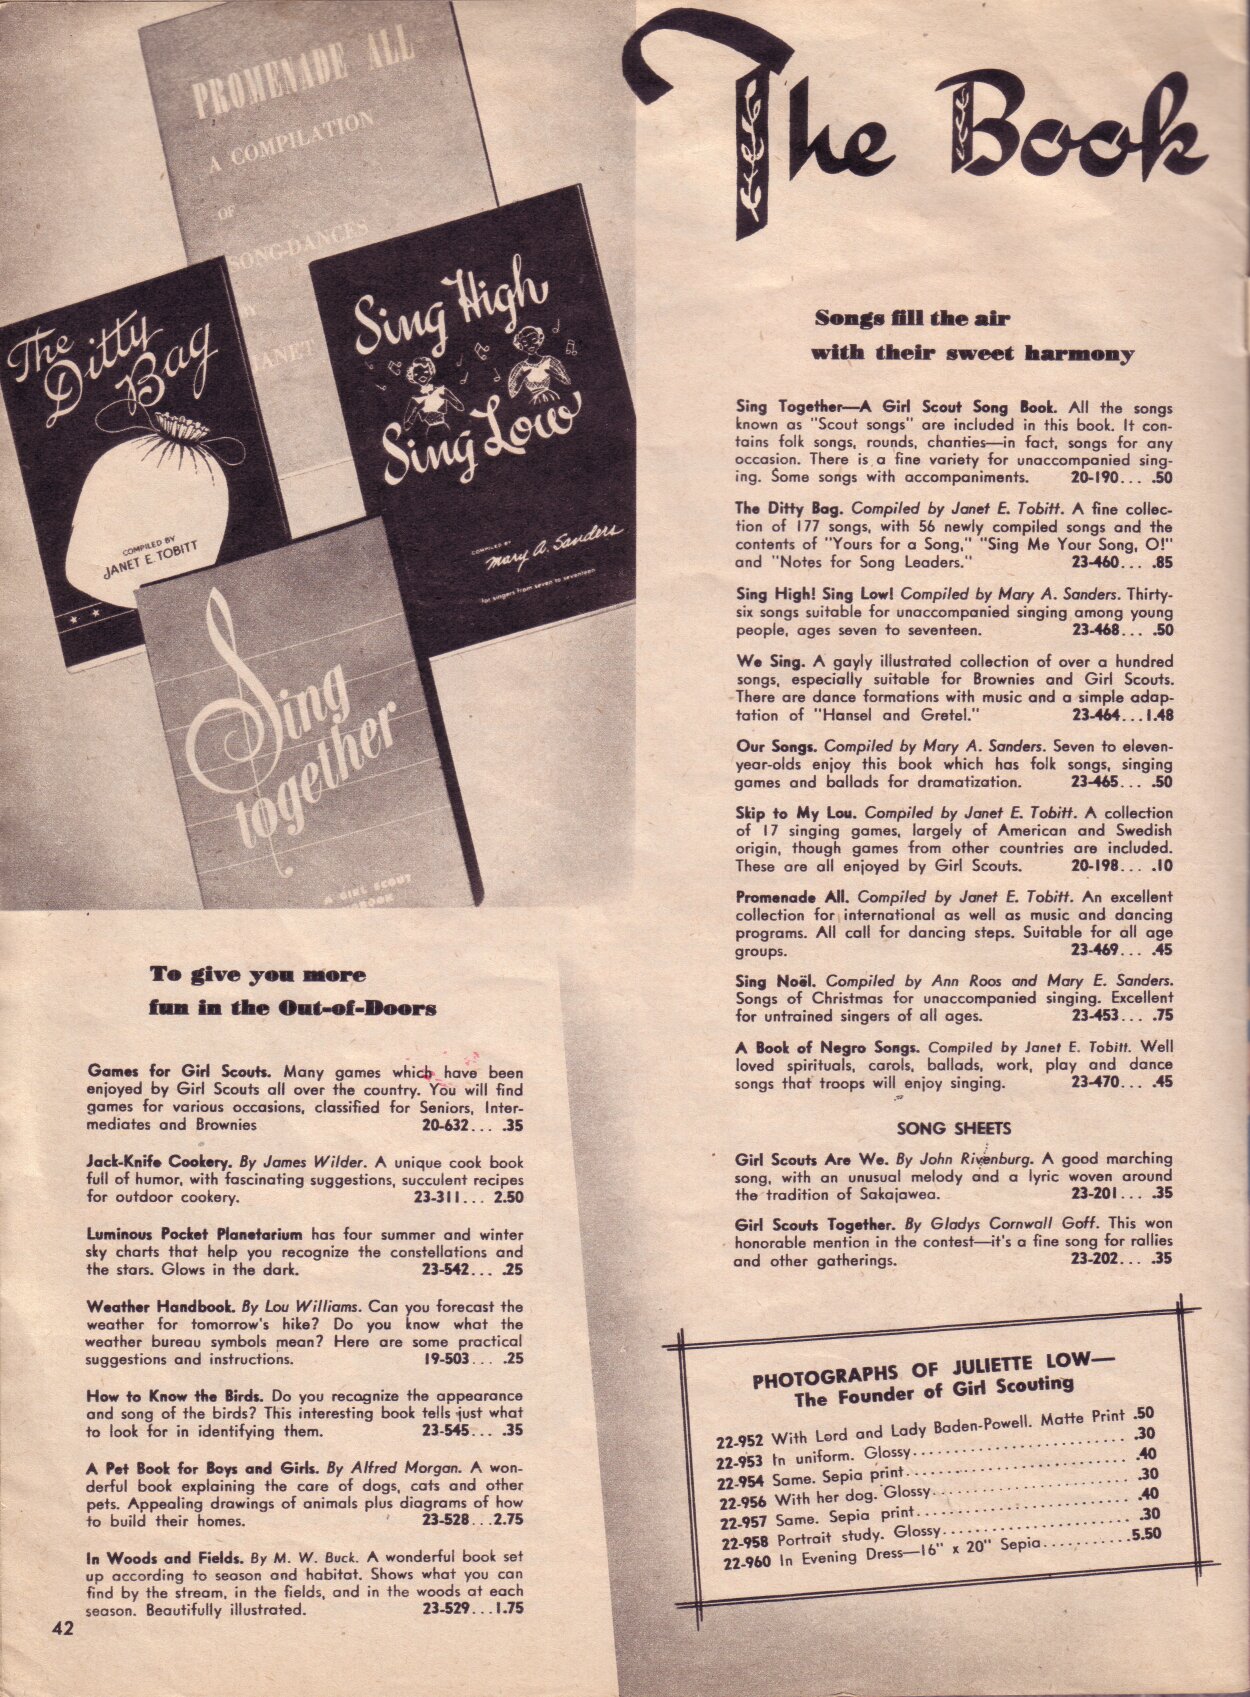 PROMENADE ALL
A COMPILATION
OF
SONG-DANCES
JANET
The
Ditty
Bag
COMPILED BY
JANET E. TOBITT
Sing High
Sing Low
COMPILED BY
Mary A. Sanders
for singers from seven to seventeen
Sing
together
A GIRL SCOUT
The Book
To give you more
fun in the Out-of-Doors
Games for Girl Scouts. Many games which have been
enjoyed by Girl Scouts all over the country. You will find
games for various occasions, classified for Seniors, Inter-
mediates and Brownies 20-632... .35
Jack-Knife Cookery. By James Wilder. A unique cook book
full of humor, with fascinating suggestions, succulent recipes
for outdoor cookery. 23-311... 2.50
Luminous Pocket Planetarium has four summer and winter
sky charts that help you recognize the constellations and
the stars. Glows in the dark. 23-542... .25
Weather Handbook. By Lou Williams. Can you forecast the
weather for tomorrow's hike? Do you know what the
weather bureau symbols mean? Here are some practical
suggestions and instructions. 19-503... .25
How to Know the Birds. Do you recognize the appearance
and song of the birds? This interesting book tells just what
to look for in identifying them. 23-545... .35
A Pet Book for Boys and Girls. By Alfred Morgan. A won-
derful book explaining the care of dogs, cats and other
pets. Appealing drawings of animals plus diagrams of how
to build their homes. 23-528...2.75
In Woods and Fields. By M. W. Buck. A wonderful book set
up according to season and habitat. Shows what you can
find by the stream, in the fields, and in the woods at each
season. Beautifully illustrated. 23-529...1.75
42
Songs fill the air
with their sweet harmony
Sing Together—A Girl Scout Song Book. All the songs
known as "Scout songs" are included in this book. It con-
tains folk songs, rounds, chanties—in fact, songs for any
occasion. There is a fine variety for unaccompanied sing-
ing. Some songs with accompaniments. 20-190... .50
The Ditty Bag. Compiled by Janet E. Tobitt. A fine collec-
tion of 177 songs, with 56 newly compiled songs and the
contents of "Yours for a Song," "Sing Me Your Song, O!"
and "Notes for Song Leaders." 23-460... .85
Sing High! Sing Low! Compiled by Mary A. Sanders. Thirty-
six songs suitable for unaccompanied singing among young
people, ages seven to seventeen. 23-468... .50
We Sing. A gayly illustrated collection of over a hundred
songs, especially suitable for Brownies and Girl Scouts.
There are dance formations with music and a simple adap-
tation of "Hansel and Gretel." 23-464...1.48
Our Songs. Compiled by Mary A. Sanders. Seven to eleven-
year-olds enjoy this book which has folk songs, singing
games and ballads for dramatization. 23-465... .50
Skip to My Lou. Compiled by Janet E. Tobitt. A collection
of 17 singing games, largely of American and Swedish
origin, though games from other countries are included.
These are all enjoyed by Girl Scouts. 20-198... .10
Promenade All. Compiled by Janet E. Tobitt. An excellent
collection for international as well as music and dancing
programs. All call for dancing steps. Suitable for all age
groups. 23-469... .45
Sing Noël. Compiled by Ann Roos and Mary E. Sanders.
Songs of Christmas for unaccompanied singing. Excellent
for untrained singers of all ages. 23-453... .75
A Book of Negro Songs. Compiled by Janet E. Tobitt. Well
loved spirituals, carols, ballads, work, play and dance
songs that troops will enjoy singing. 23-470... .45
SONG SHEETS
Girl Scouts Are We. By John Rivenburg. A good marching
song, with an unusual melody and a lyric woven around
the tradition of Sakajawea. 23-201... .35
Girl Scouts Together. By Gladys Cornwall Goff. This won
honorable mention in the contest—it's a fine song for rallies
and other gatherings. 23-202... .35
PHOTOGRAPHS OF JULIETTE LOW—
The Founder of Girl Scouting
22-952 With Lord and Lady Baden-Powell. Matte Print .50
22-953 In uniform. Glossy .30
22-954 Same. Sepia print .40
22-956 With her dog. Glossy .30
22-957 Same. Sepia print .40
22-958 Portrait study. Glossy .30
22-960 In Evening Dress—16" x 20" Sepia 5.50